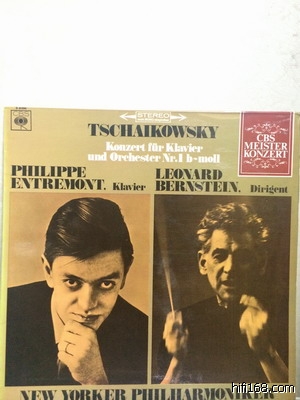 CBS
STEREO
TSCHAIKOWSKY
Konzert für Klavier
und Orchester Nr. 1 b-moll
CBS
MEISTER
KONZERT
PHILIPPE
ENTREMONT, Klavier
LEONARD
BERNSTEIN, Dirigent
NEW YORKER PHILHARMONIKER
hifi168.com